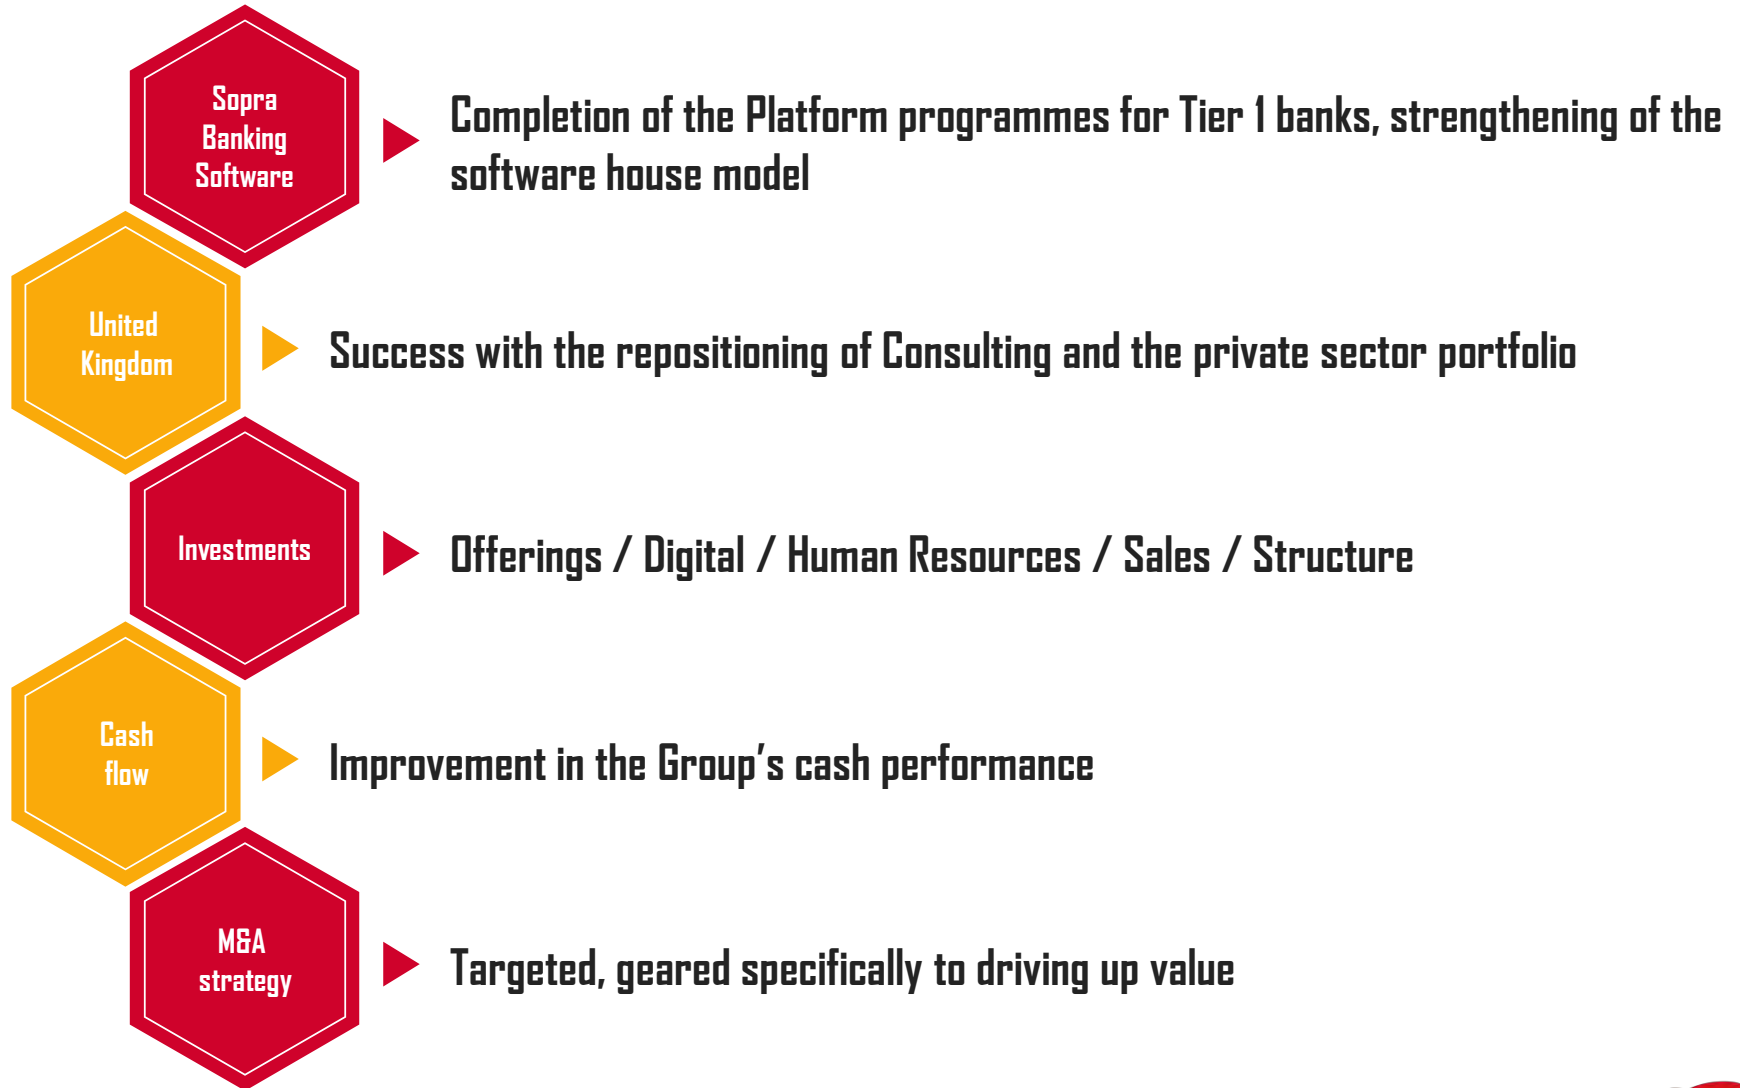 Sopra
Banking
Software
Completion of the Platform programmes for Tier 1 banks, strengthening of the
software house model
United
Kingdom
Success with the repositioning of Consulting and the private sector portfolio
Investments
Offerings / Digital / Human Resources / Sales / Structure
Cash
flow
Improvement in the Group's cash performance
M&A
strategy
Targeted, geared specifically to driving up value